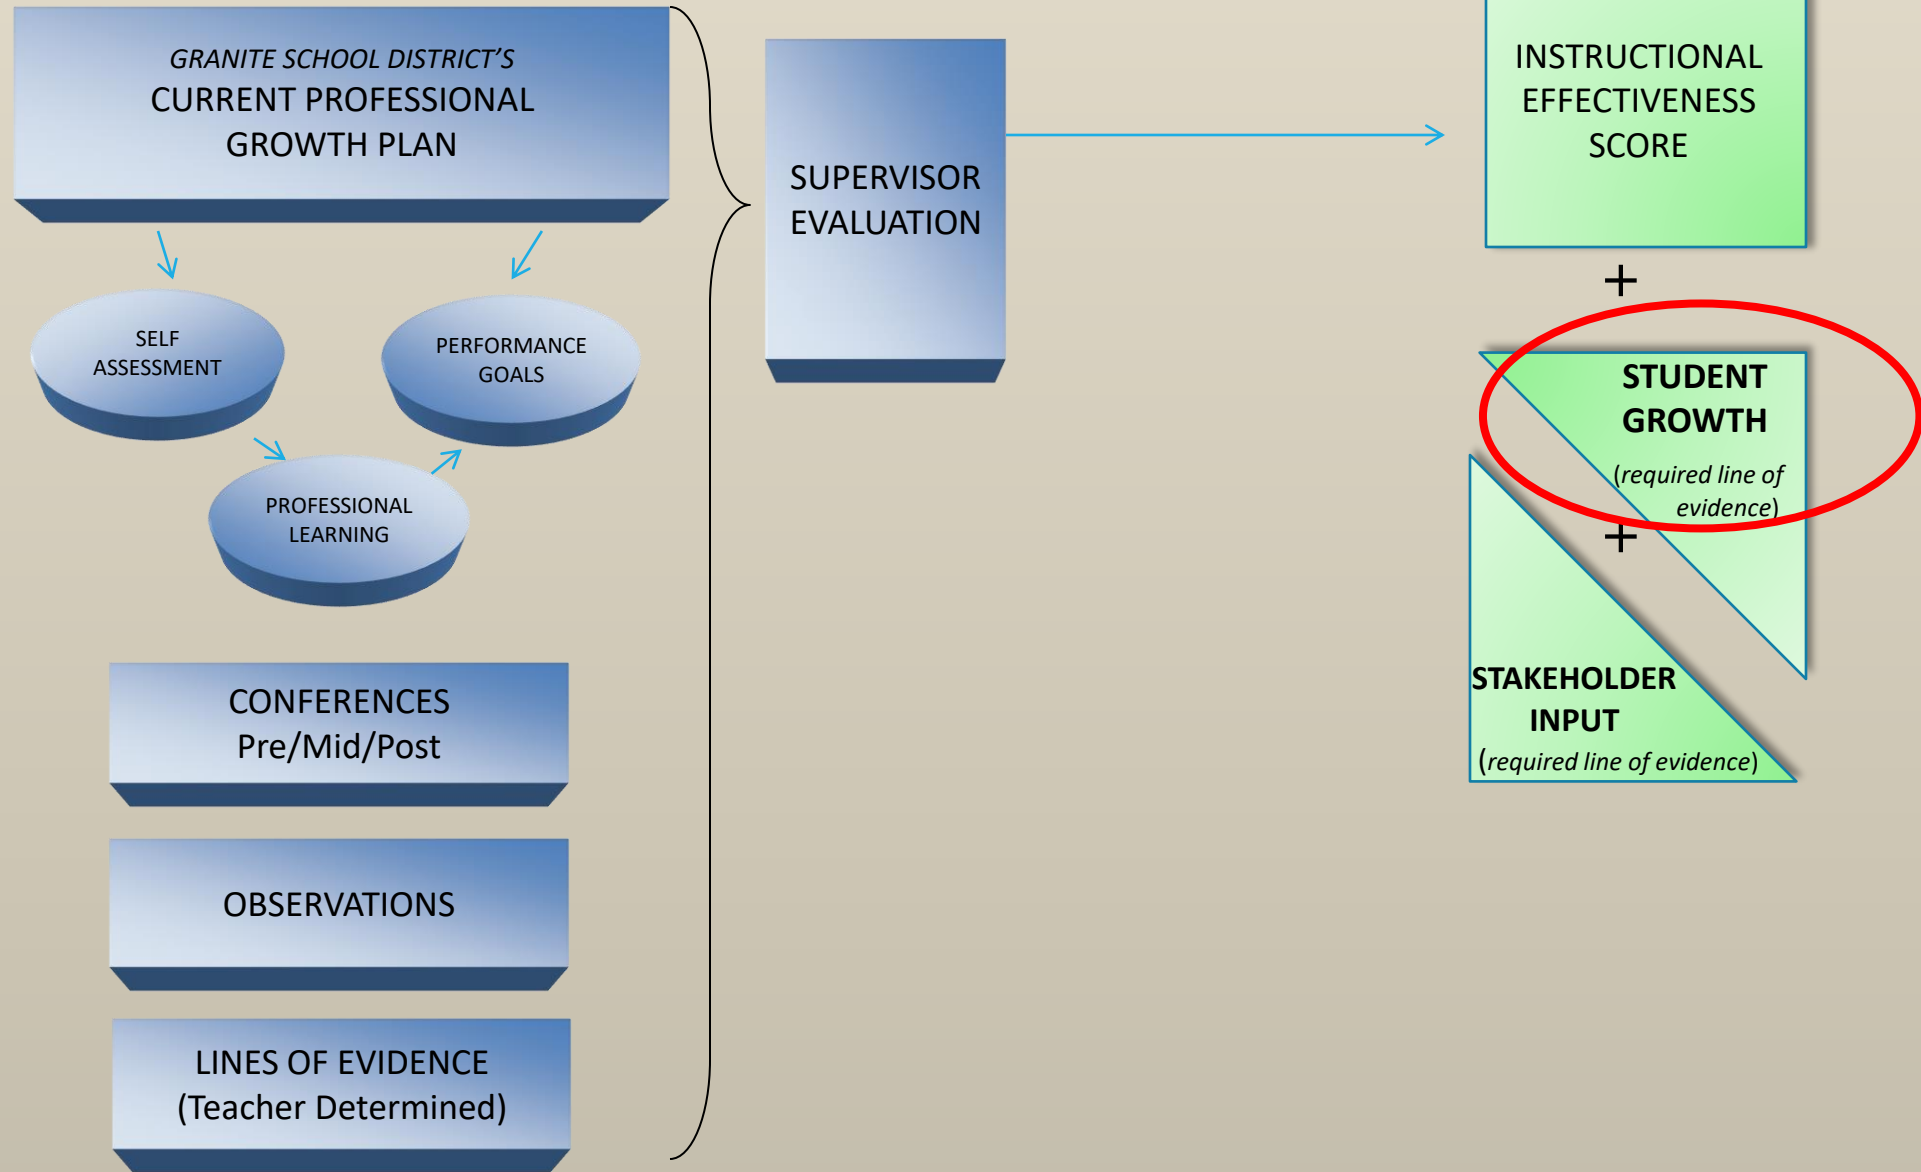 GRANITE SCHOOL DISTRICT'S
CURRENT PROFESSIONAL
GROWTH PLAN
SELF
ASSESSMENT
PERFORMANCE
GOALS
PROFESSIONAL
LEARNING
CONFERENCES
Pre/Mid/Post
OBSERVATIONS
LINES OF EVIDENCE
(Teacher Determined)
SUPERVISOR
EVALUATION
INSTRUCTIONAL
EFFECTIVENESS
SCORE
+
STUDENT
GROWTH
(required line of
evidence)
+
STAKEHOLDER
INPUT
(required line of evidence)